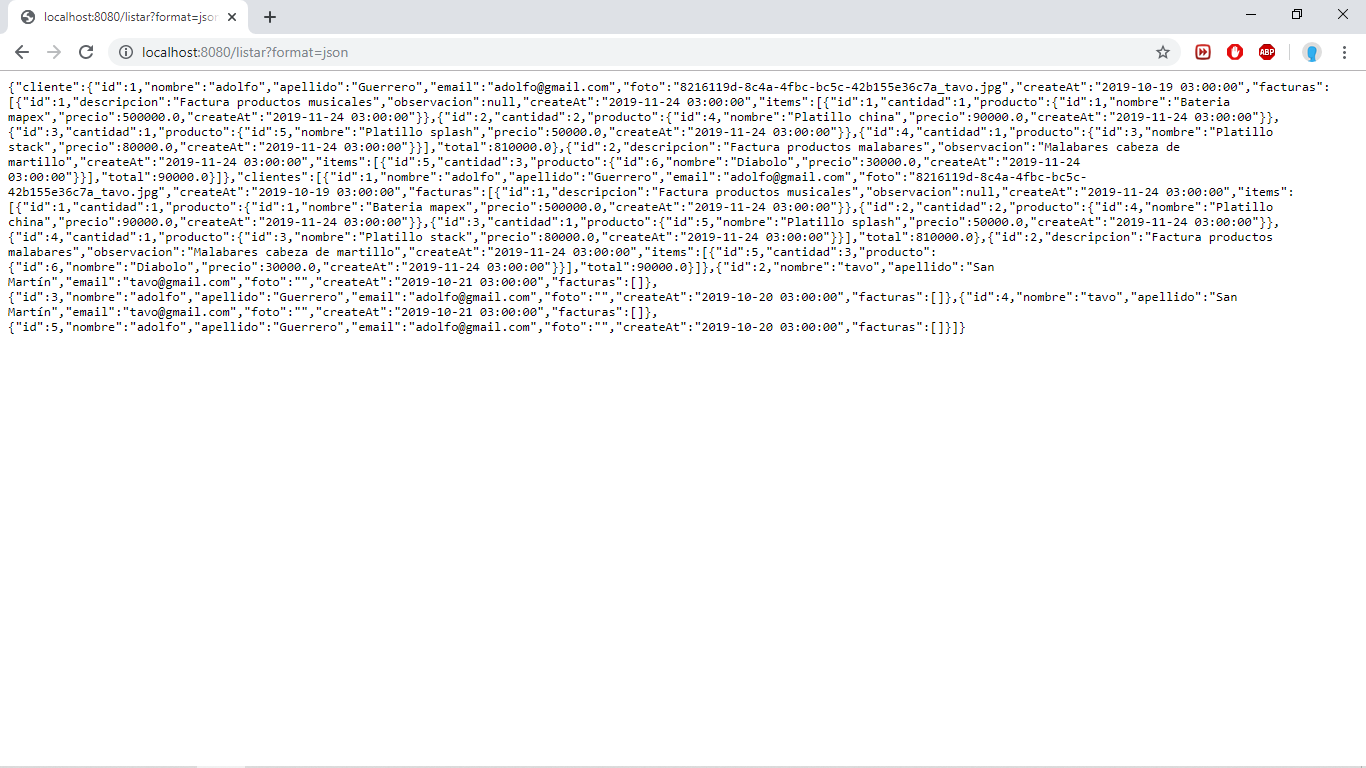 localhost:8080/listar?format=json
localhost:8080/listar?format=json
ABP
{"cliente":{"id":1,"nombre":"adolfo","apellido":"Guerrero","email":"adolfo@gmail.com","foto":"8216119d-8c4a-4fbc-bc5c-42b155e36c7a_tavo.jpg","createAt":"2019-10-19 03:00:00","facturas":
[{"id":1,"descripcion":"Factura productos musicales","observacion":null,"createAt":"2019-11-24 03:00:00","items":[{"id":1,"cantidad":1,"producto":{"id":1,"nombre":"Bateria
mapex","precio":500000.0,"createAt":"2019-11-24 03:00:00"}},{"id":2,"cantidad":2,"producto":{"id":4,"nombre":"Platillo china","precio":90000.0,"createAt":"2019-11-24 03:00:00"}},
{"id":3,"cantidad":1,"producto":{"id":5,"nombre":"Platillo splash","precio":50000.0,"createAt":"2019-11-24 03:00:00"}},{"id":4,"cantidad":1,"producto":{"id":3,"nombre":"Platillo
stack","precio":80000.0,"createAt":"2019-11-24 03:00:00"}}],"total":810000.0},{"id":2,"descripcion":"Factura productos malabares","observacion":"Malabares cabeza de
martillo","createAt":"2019-11-24 03:00:00","items":[{"id":5,"cantidad":3,"producto":{"id":6,"nombre":"Diabolo","precio":30000.0,"createAt":"2019-11-24
03:00:00"}}],"total":90000.0}]},"clientes":[{"id":1,"nombre":"adolfo","apellido":"Guerrero","email":"adolfo@gmail.com","foto":"8216119d-8c4a-4fbc-bc5c-
42b155e36c7a_tavo.jpg","createAt":"2019-10-19 03:00:00","facturas":[{"id":1,"descripcion":"Factura productos musicales","observacion":null,"createAt":"2019-11-24 03:00:00","items":
[{"id":1,"cantidad":1,"producto":{"id":1,"nombre":"Bateria mapex","precio":500000.0,"createAt":"2019-11-24 03:00:00"}},{"id":2,"cantidad":2,"producto":{"id":4,"nombre":"Platillo
china","precio":90000.0,"createAt":"2019-11-24 03:00:00"}},{"id":3,"cantidad":1,"producto":{"id":5,"nombre":"Platillo splash","precio":50000.0,"createAt":"2019-11-24 03:00:00"}},
{"id":4,"cantidad":1,"producto":{"id":3,"nombre":"Platillo stack","precio":80000.0,"createAt":"2019-11-24 03:00:00"}}],"total":810000.0},{"id":2,"descripcion":"Factura productos
malabares","observacion":"Malabares cabeza de martillo","createAt":"2019-11-24 03:00:00","items":[{"id":5,"cantidad":3,"producto":
{"id":6,"nombre":"Diabolo","precio":30000.0,"createAt":"2019-11-24 03:00:00"}}],"total":90000.0}]},{"id":2,"nombre":"tavo","apellido":"San
Martín","email":"tavo@gmail.com","foto":"","createAt":"2019-10-21 03:00:00","facturas":[]},
{"id":3,"nombre":"adolfo","apellido":"Guerrero","email":"adolfo@gmail.com","foto":"","createAt":"2019-10-20 03:00:00","facturas":[]},{"id":4,"nombre":"tavo","apellido":"San
Martín","email":"tavo@gmail.com","foto":"","createAt":"2019-10-21 03:00:00","facturas":[]},
{"id":5,"nombre":"adolfo","apellido":"Guerrero","email":"adolfo@gmail.com","foto":"","createAt":"2019-10-20 03:00:00","facturas":[]}]}